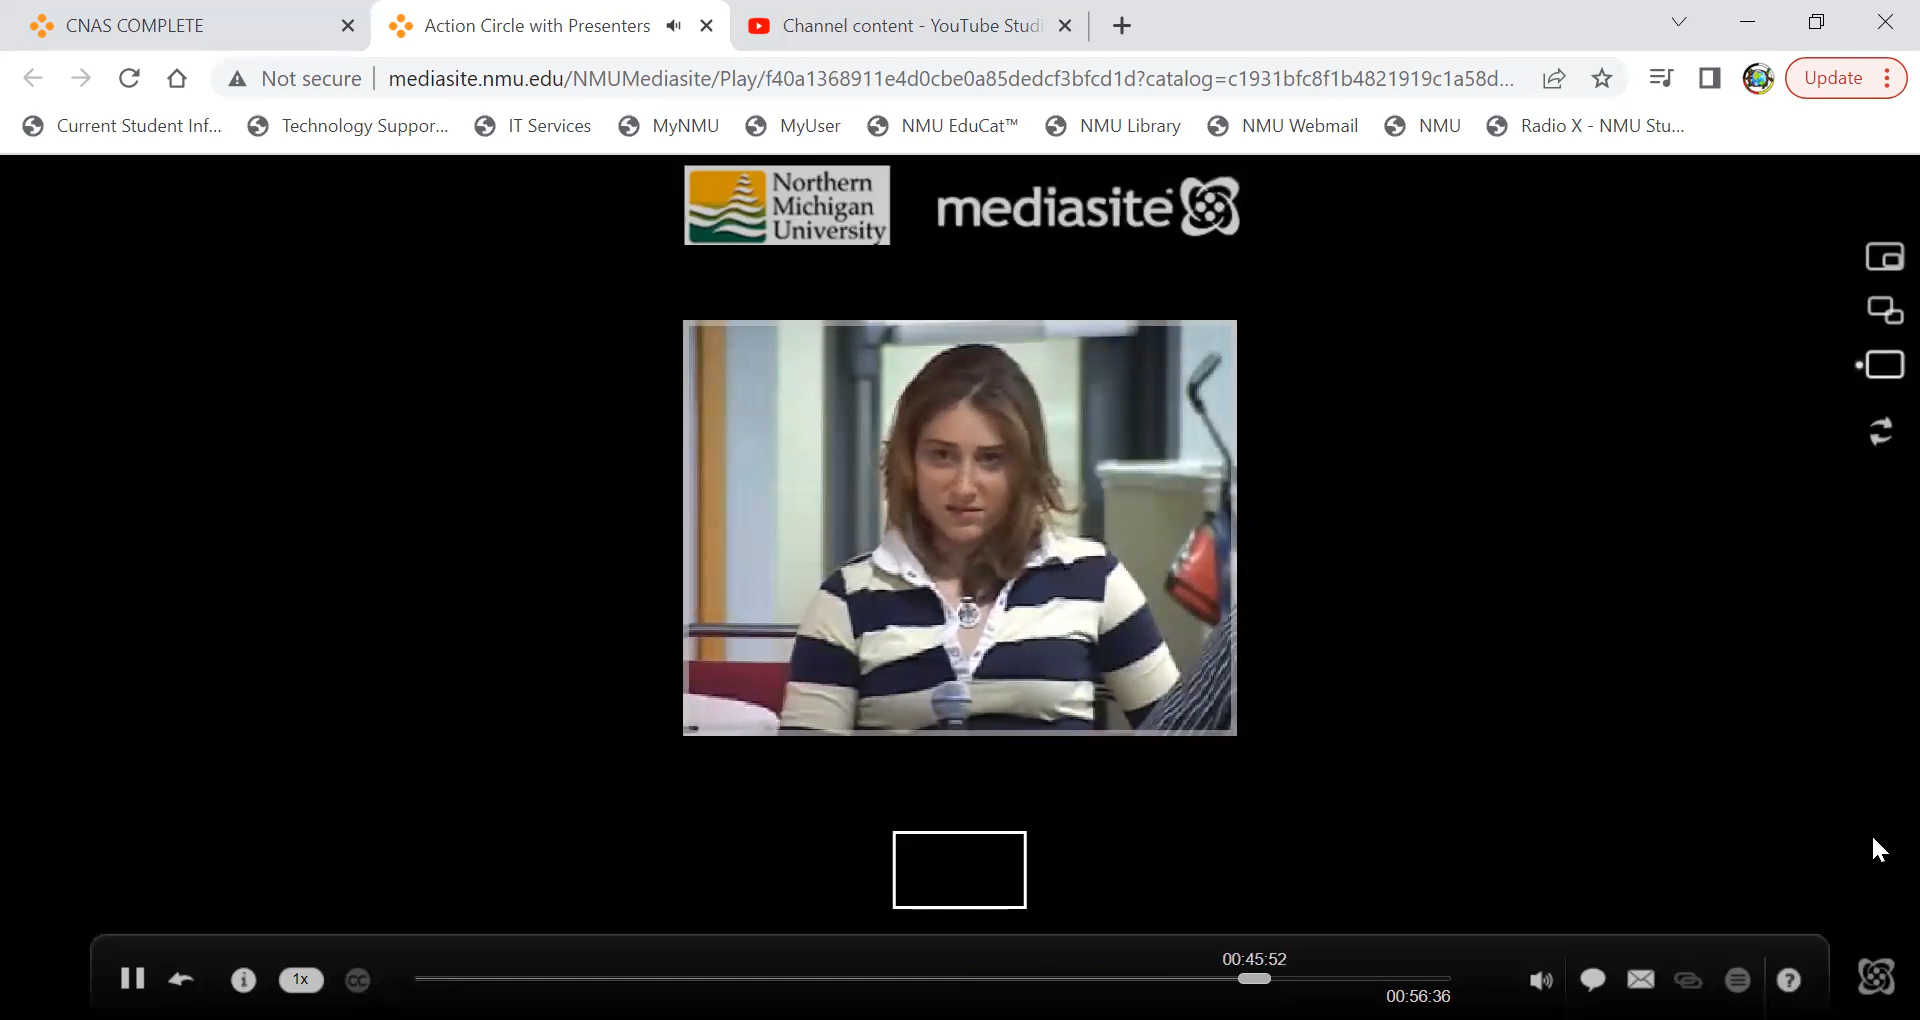 CNAS COMPLETE
Action Circle with Presenters
Channel content - YouTube Studi
Not secure
mediasite.nmu.edu/NMUMediasite/Play/f40a1368911e4d0cbe0a85dedcf3bfcd1d?catalog=c1931bfc8f1b4821919c1a58d...
Update
Current Student Inf...
Technology Suppor...
IT Services
MyNMU
MyUser
NMU EduCat™
NMU Library
NMU Webmail
NMU
Radio X - NMU Stu...
Northern
Michigan
University
mediasite
00:45:52
1x
CC
00:56:36